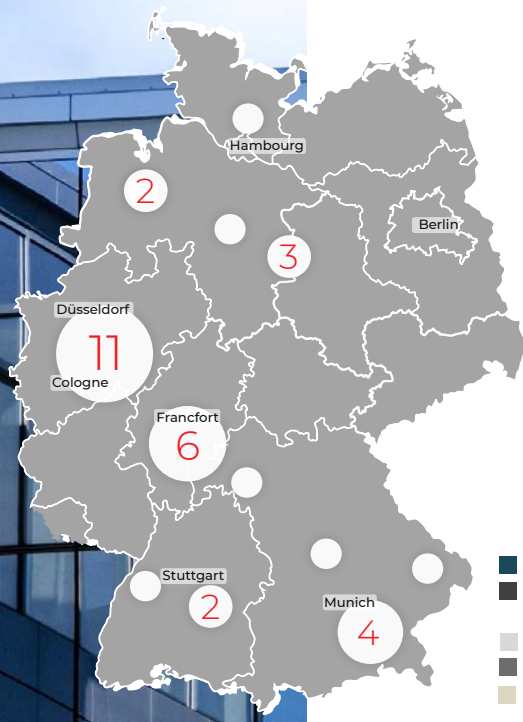 Hambourg
2
Berlin
3
Düsseldorf
11
Cologne
Francfort
6
Stuttgart
2
Munich
4